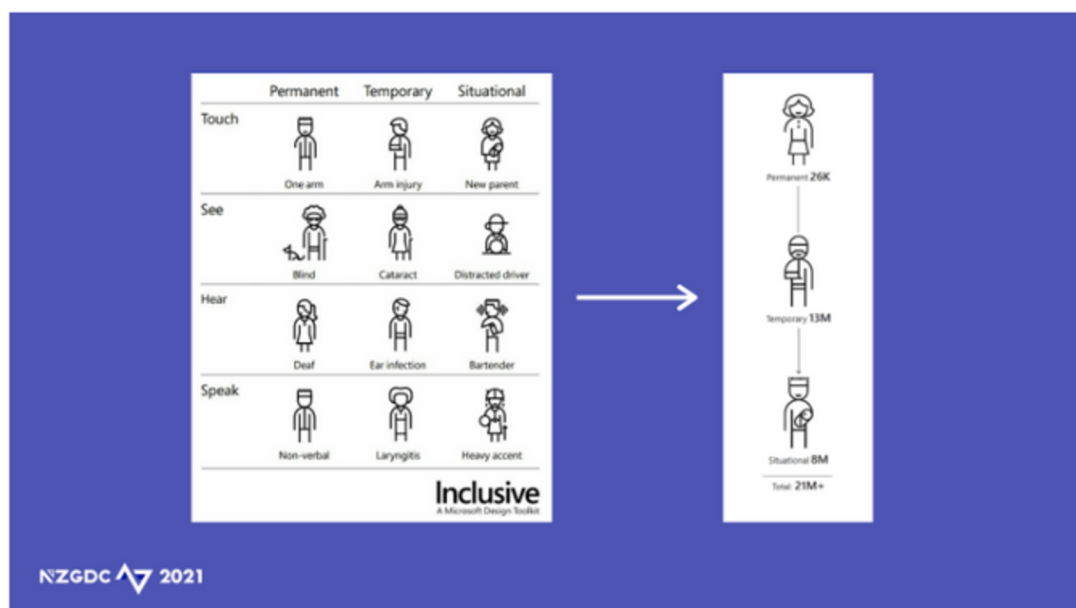 Permanent Temporary Situational
Touch
One arm Arm injury New parent
See
Blind Cataract Distracted driver
Hear
Deaf Ear infection Bartender
Speak
Non-verbal Laryngitis Heavy accent
Inclusive
A Microsoft Design Toolkit
Permanent 26K
Temporary 13M
Situational 8M
Total: 21M+
NZGDC 2021